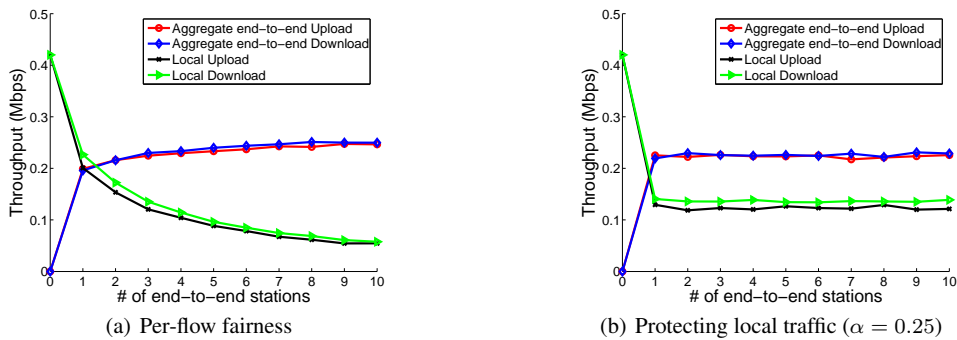 0.5
0.4
0.3
0.2
0.1
0
Throughput (Mbps)
Aggregate end−to−end Upload
Aggregate end−to−end Download
Local Upload
Local Download
0 1 2 3 4 5 6 7 8 9 10
# of end−to−end stations
(a) Per-flow fairness
0.5
0.4
0.3
0.2
0.1
0
Throughput (Mbps)
Aggregate end−to−end Upload
Aggregate end−to−end Download
Local Upload
Local Download
0 1 2 3 4 5 6 7 8 9 10
# of end−to−end stations
(b) Protecting local traffic (α = 0.25)